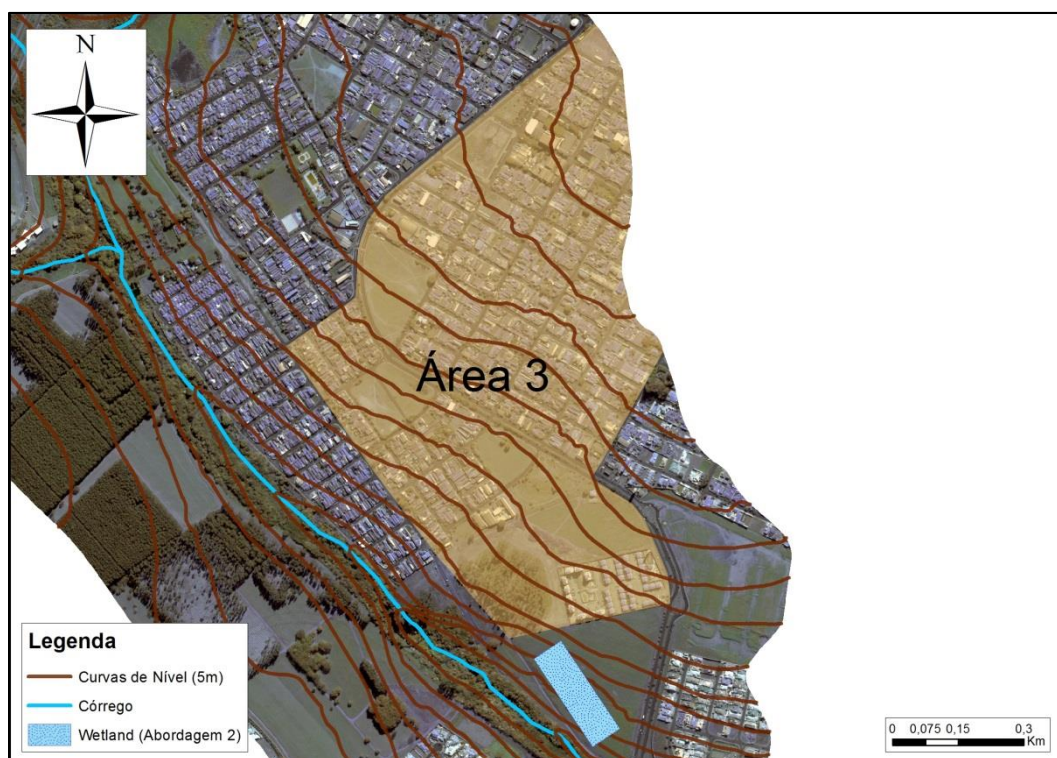 N
Área 3
Legenda
Curvas de Nível (5m)
Córrego
Wetland (Abordagem 2)
0 0,075 0,15 0,3
Km